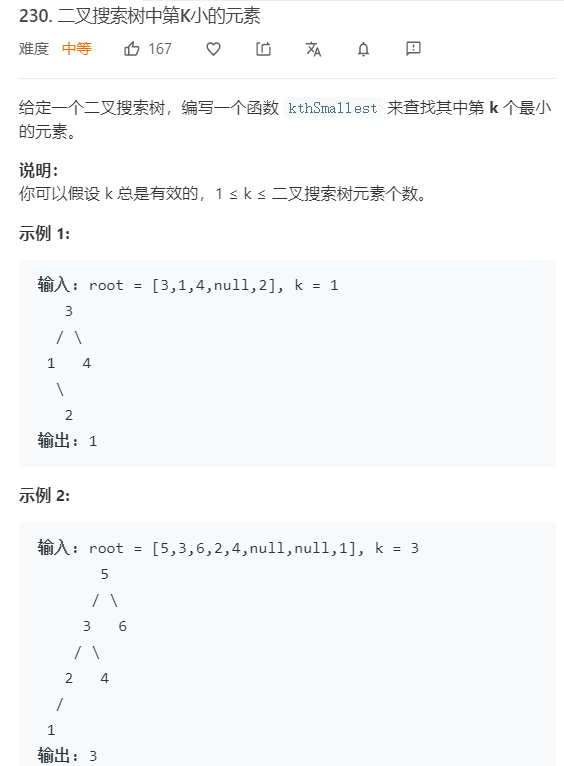 230. 二叉搜索树中第K小的元素
难度 中等 167
给定一个二叉搜索树，编写一个函数 kthSmallest 来查找其中第 k 个最小
的元素。
说明：
你可以假设 k 总是有效的，1 ≤ k ≤ 二叉搜索树元素个数。
示例 1:
输入: root = [3,1,4,null,2], k = 1
3
/ \
1 4
\
2
输出: 1
示例 2:
输入: root = [5,3,6,2,4,null,null,1], k = 3
5
/ \
3 6
/ \
2 4
/
1
输出: 3